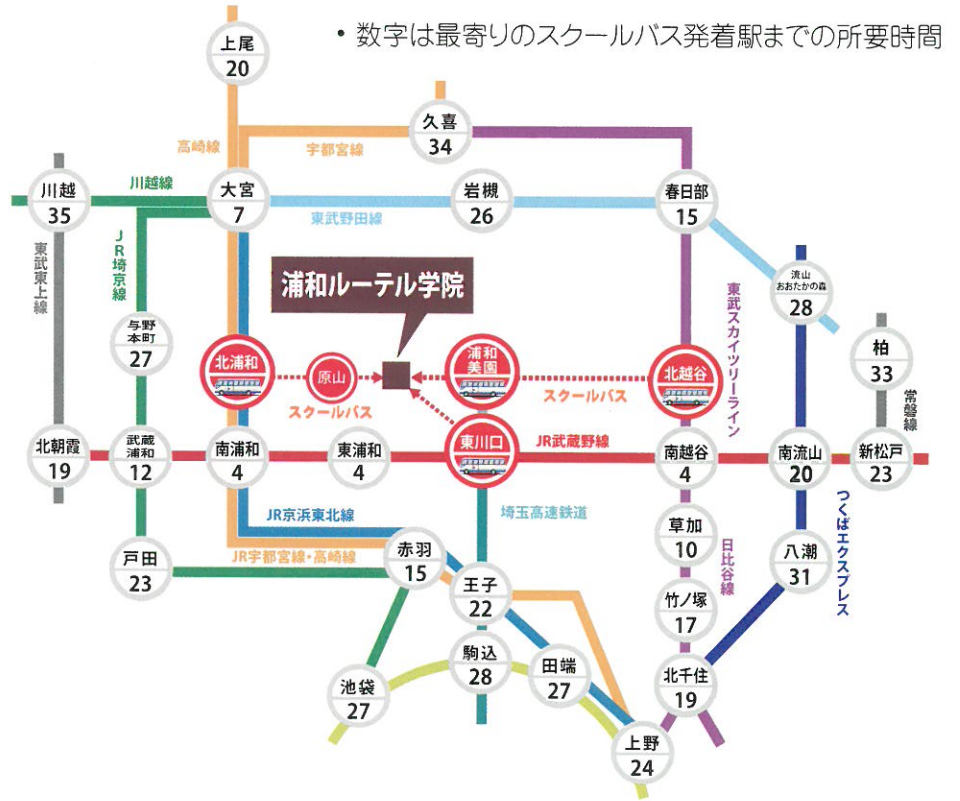 ・数字は最寄りのスクールバス発着駅までの所要時間
上尾
20
久喜
34
高崎線
宇都宮線
川越線
川越
35
大宮
7
岩槻
26
春日部
15
東武野田線
JR埼京線
東武東上線
浦和ルーテル学院
流山
おおたかの森
28
東武スカイツリーライン
与野
本町
27
北浦和
原山
浦和
美園
北越谷
柏
33
スクールバス
スクールバス
常磐線
北朝霞
19
武蔵
浦和
12
南浦和
4
東浦和
4
東川口
JR武蔵野線
南越谷
4
南流山
20
新松戸
23
JR京浜東北線
埼玉高速鉄道
つくばエクスプレス
草加
10
日比谷線
戸田
23
JR宇都宮線・高崎線
赤羽
15
八潮
31
王子
22
竹ノ塚
17
駒込
28
田端
27
北千住
19
池袋
27
上野
24